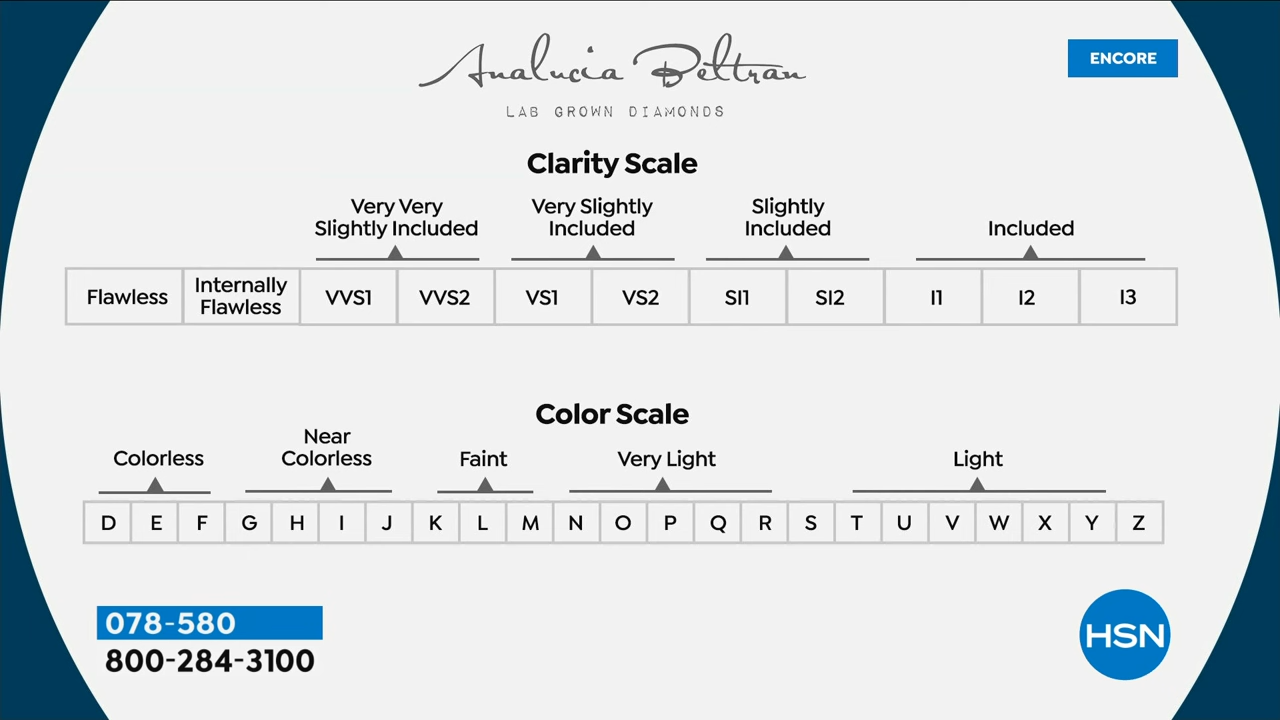 Analucia Beltran
ENCORE
LAB GROWN DIAMONDS
Clarity Scale
Very Very
Slightly Included
Very Slightly
Included
Slightly
Included
Included
Flawless
Internally
Flawless
VVS1
VVS2
VS1
VS2
SI1
SI2
I1
I2
I3
Color Scale
Colorless
Near
Colorless
Faint
Very Light
Light
D E F G H I J K L M N O P Q R S T U V W X Y Z
078-580
800-284-3100
HSN